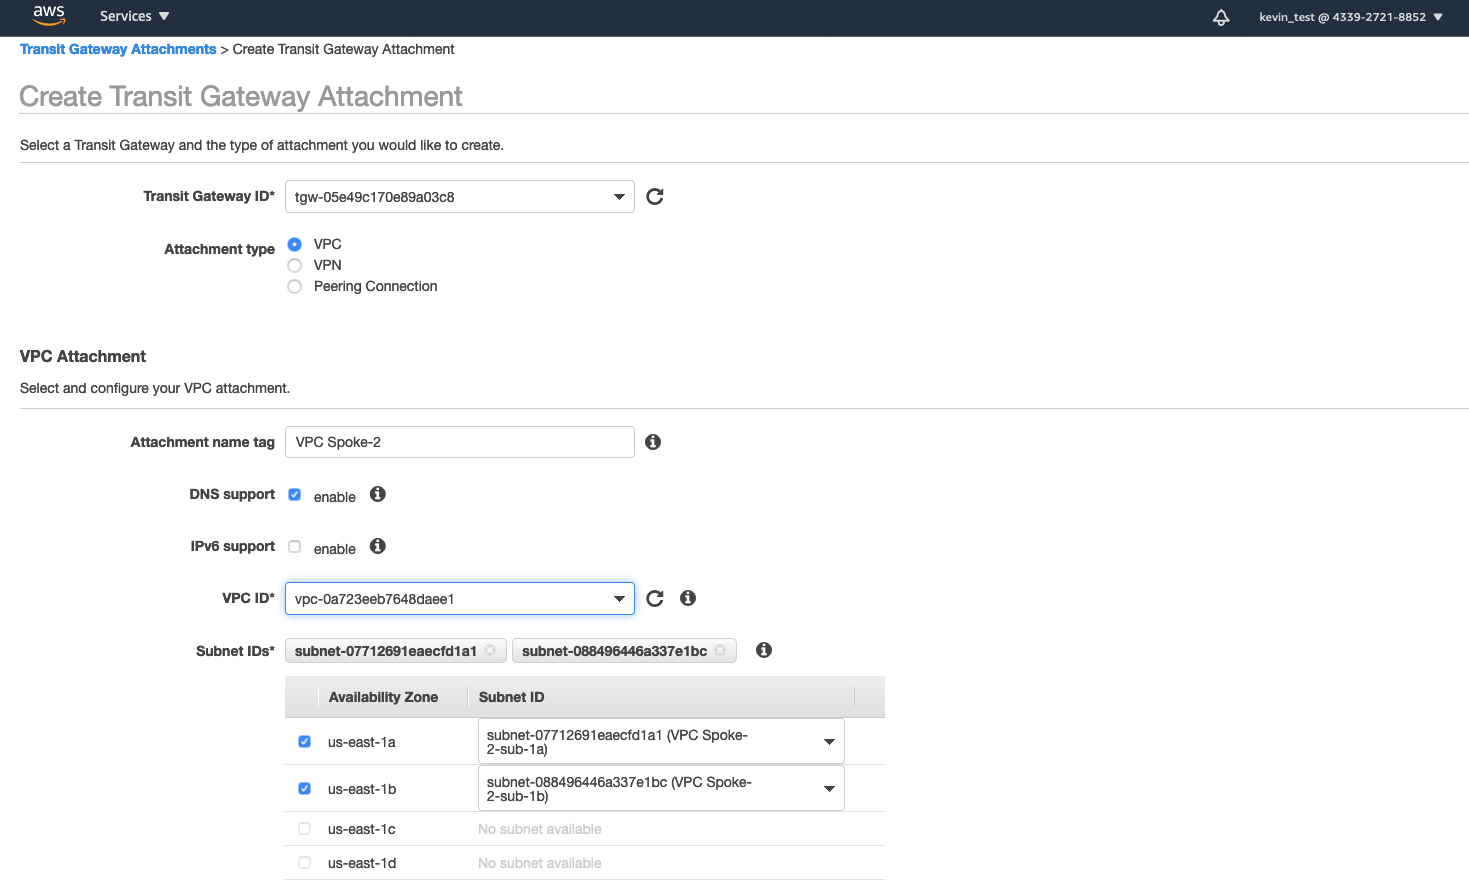 aws
Services
kevin_test @ 4339-2721-8852
Transit Gateway Attachments > Create Transit Gateway Attachment
Create Transit Gateway Attachment
Select a Transit Gateway and the type of attachment you would like to create.
Transit Gateway ID* tgw-05e49c170e89a03c8
Attachment type
VPC
VPN
Peering Connection
VPC Attachment
Select and configure your VPC attachment.
Attachment name tag VPC Spoke-2
DNS support enable
IPv6 support enable
VPC ID* vpc-0a723eeb7648daee1
Subnet IDs* subnet-07712691eaecfd1a1 subnet-088496446a337e1bc
Availability Zone Subnet ID
us-east-1a subnet-07712691eaecfd1a1 (VPC Spoke-
2-sub-1a)
us-east-1b subnet-088496446a337e1bc (VPC Spoke-
2-sub-1b)
us-east-1c No subnet available
us-east-1d No subnet available